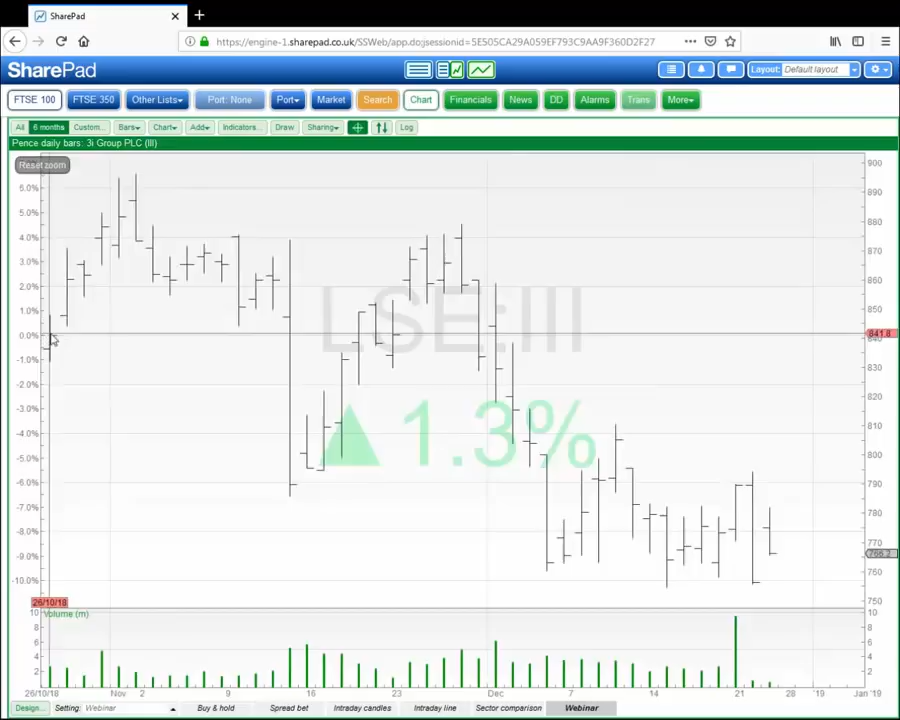 SharePad
https://engine-1.sharepad.co.uk/SSWeb/app.do;jsessionid=5E505CA29A059EF793C9AA9F360D2F27
SharePad
Layout: Default layout
FTSE 100 FTSE 350 Other Lists Port: None Port Market Search Chart Financials News DD Alarms Trans More
All 6 months Custom... Bars Chart Add Indicators... Draw Sharing Log
Pence daily bars: 3i Group PLC (III)
Reset zoom
900
5.0% 890
4.0% 880
3.0% 870
2.0% 860
1.0% 850
LSE:III
0.0% 841.8
-1.0% 830
-2.0% 820
-3.0% 810
1.3%
-4.0% 800
-5.0% 790
-6.0%
-7.0% 780
-8.0% 770
-9.0% 766.2
760
-10.0% 750
26/10/18
Volume (m)
10 10
8 8
6 6
4 4
2 2
26/10/18 Nov 2 9 16 23 Dec 7 14 21 28 '19 Jan '19
Design... Setting: Webinar Buy & hold Spread bet Intraday candles Intraday line Sector comparison Webinar